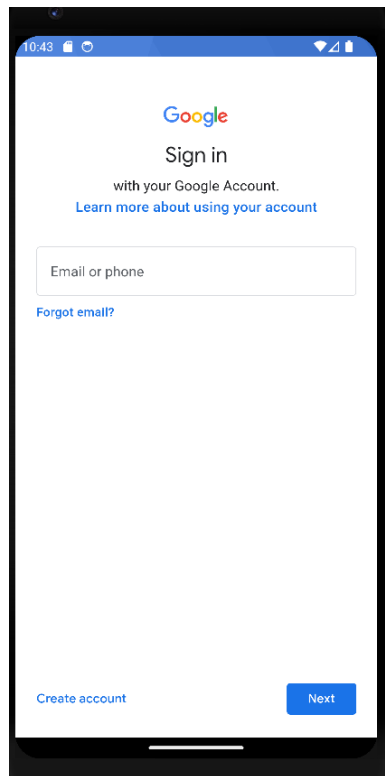 10:43
Google
Sign in
with your Google Account.
Learn more about using your account
Email or phone
Forgot email?
Create account
Next